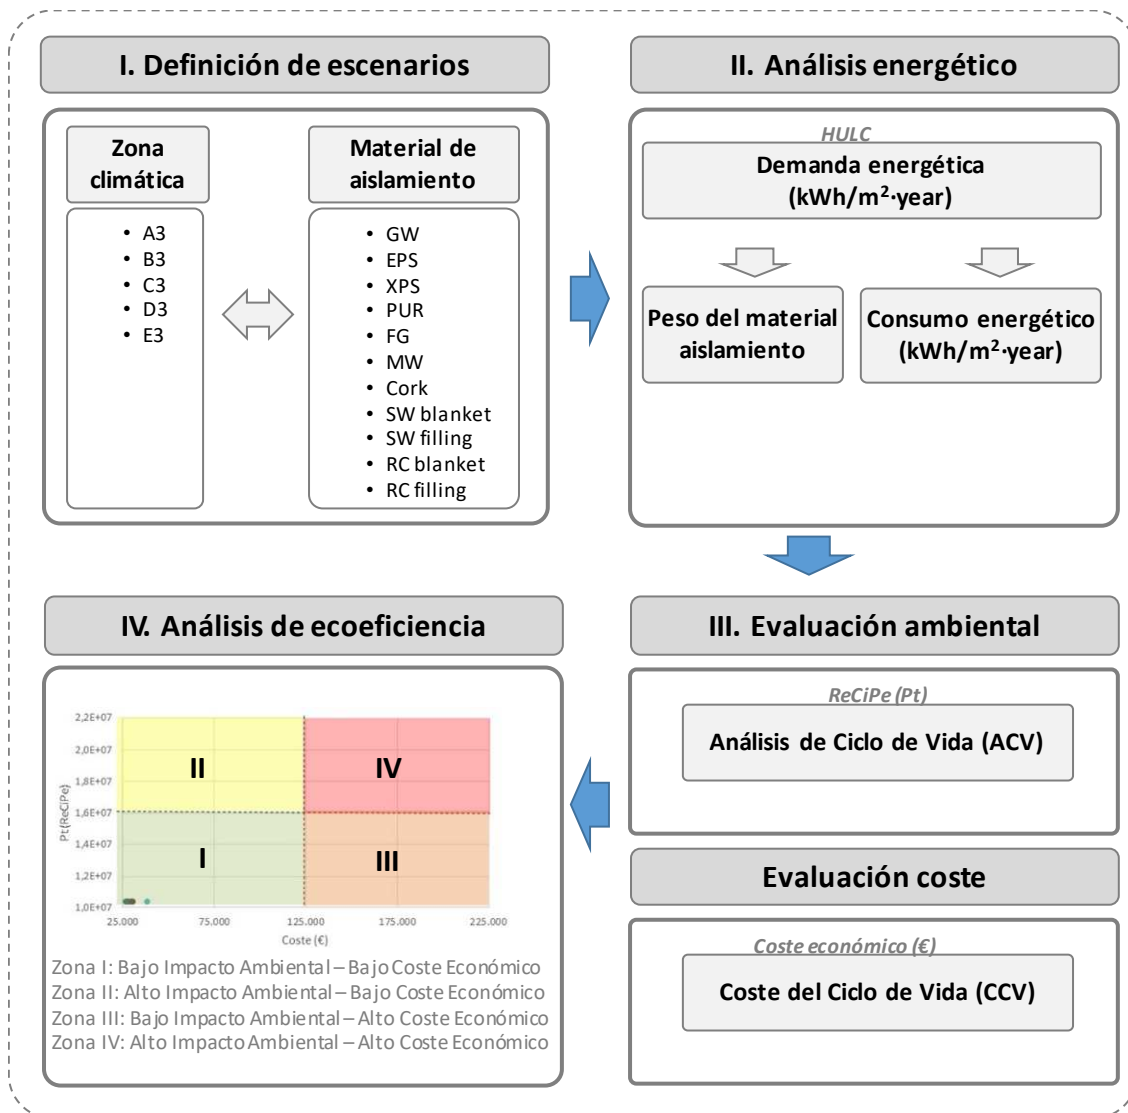 I. Definición de escenarios
Zona
climática
• A3
• B3
• C3
• D3
• E3
Material de
aislamiento
• GW
• EPS
• XPS
• PUR
• FG
• MW
• Cork
• SW blanket
• SW filling
• RC blanket
• RC filling
II. Análisis energético
HULC
Demanda energética
(kWh/m²·year)
Peso del material
aislamiento
Consumo energético
(kWh/m²·year)
III. Evaluación ambiental
ReCiPe (Pt)
Análisis de Ciclo de Vida (ACV)
Evaluación coste
Coste económico (€)
Coste del Ciclo de Vida (CCV)
IV. Análisis de ecoeficiencia
Pt(ReCiPe)
2,2E+07
2,0E+07
1,8E+07
1,6E+07
1,4E+07
1,2E+07
1,0E+07
II
IV
I
III
25.000
75.000
125.000
175.000
225.000
Coste (€)
Zona I: Bajo Impacto Ambiental – Bajo Coste Económico
Zona II: Alto Impacto Ambiental – Bajo Coste Económico
Zona III: Bajo Impacto Ambiental – Alto Coste Económico
Zona IV: Alto Impacto Ambiental – Alto Coste Económico